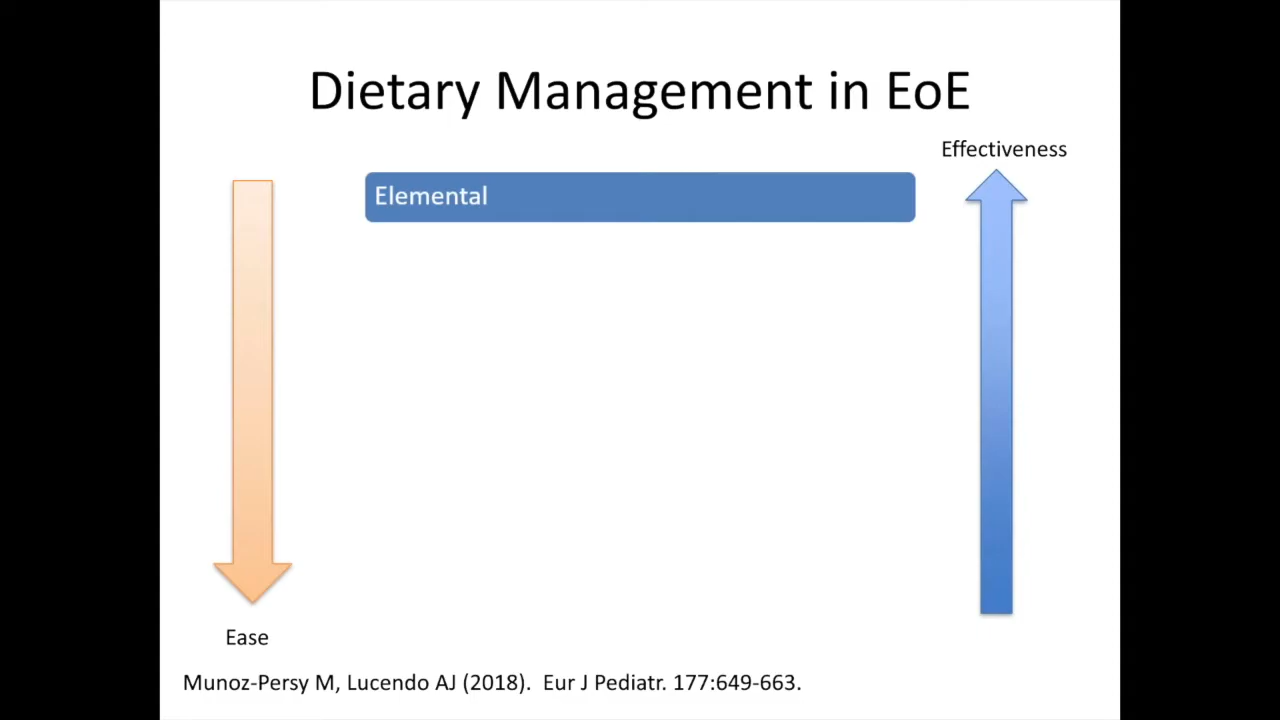 Dietary Management in EoE
Effectiveness
Elemental
Ease
Munoz-Persy M, Lucendo AJ (2018). Eur J Pediatr. 177:649-663.